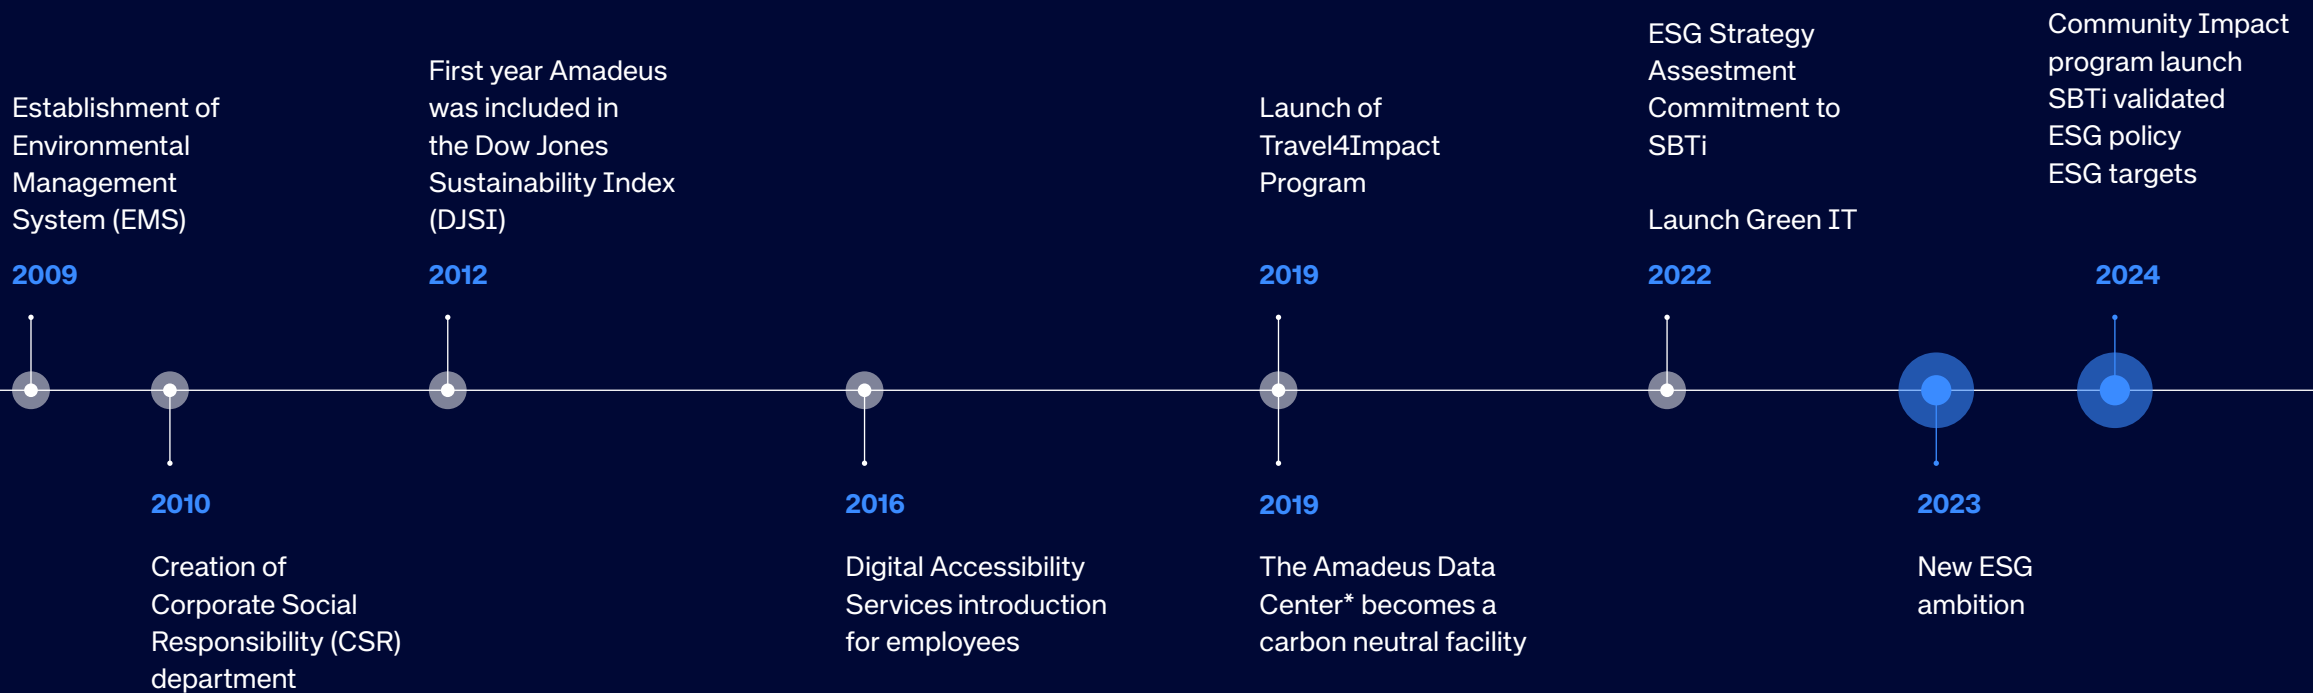 Establishment of
Environmental
Management
System (EMS)
2009
2010
Creation of
Corporate Social
Responsibility (CSR)
department
First year Amadeus
was included in
the Dow Jones
Sustainability Index
(DJSI)
2012
2016
Digital Accessibility
Services introduction
for employees
Launch of
Travel4Impact
Program
2019
2019
The Amadeus Data
Center* becomes a
carbon neutral facility
ESG Strategy
Assestment
Commitment to
SBTi
Launch Green IT
2022
2023
New ESG
ambition
Community Impact
program launch
SBTi validated
ESG policy
ESG targets
2024